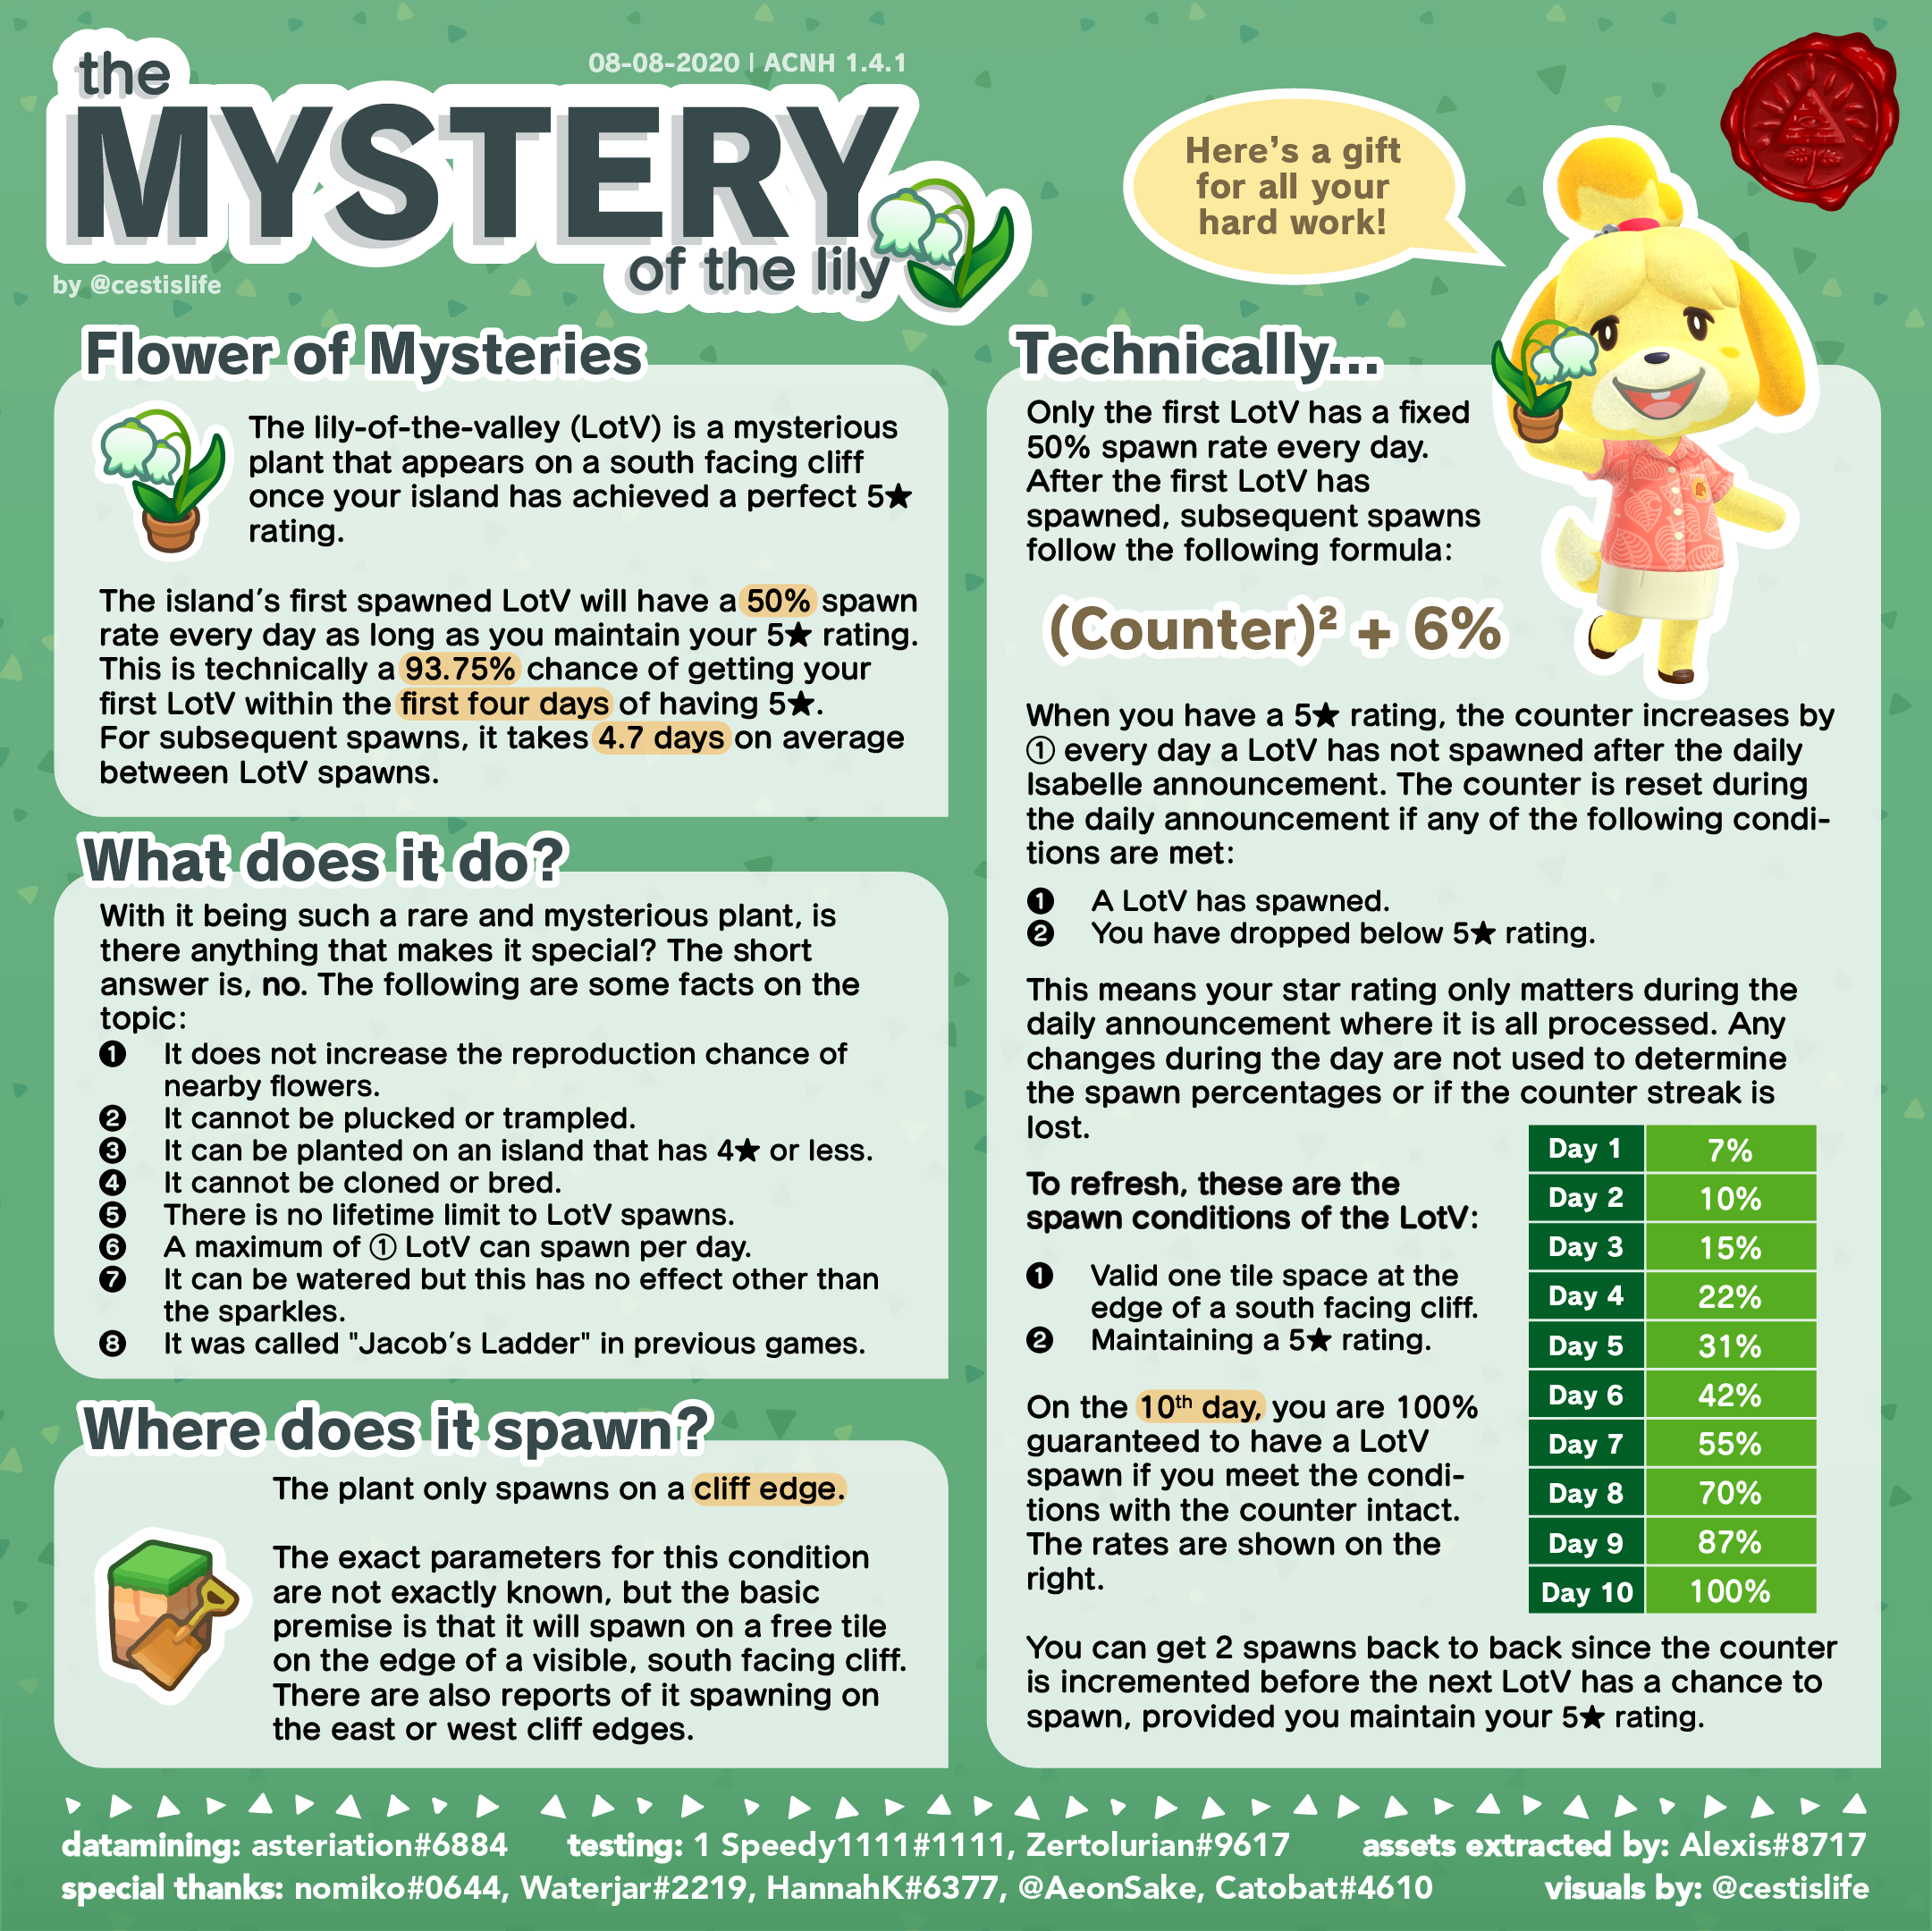 08-08-2020 | ACNH 1.4.1
the
MYSTERY
of the lily
by @cestislife
Here's a gift
for all your
hard work!
Flower of Mysteries
The lily-of-the-valley (LotV) is a mysterious
plant that appears on a south facing cliff
once your island has achieved a perfect 5★
rating.
The island's first spawned LotV will have a 50% spawn
rate every day as long as you maintain your 5★ rating.
This is technically a 93.75% chance of getting your
first LotV within the first four days of having 5★.
For subsequent spawns, it takes 4.7 days on average
between LotV spawns.
What does it do?
With it being such a rare and mysterious plant, is
there anything that makes it special? The short
answer is, no. The following are some facts on the
topic:
❶ It does not increase the reproduction chance of
nearby flowers.
❷ It cannot be plucked or trampled.
❸ It can be planted on an island that has 4★ or less.
❹ It cannot be cloned or bred.
❺ There is no lifetime limit to LotV spawns.
❻ A maximum of ① LotV can spawn per day.
❼ It can be watered but this has no effect other than
the sparkles.
❽ It was called "Jacob's Ladder" in previous games.
Where does it spawn?
The plant only spawns on a cliff edge.
The exact parameters for this condition
are not exactly known, but the basic
premise is that it will spawn on a free tile
on the edge of a visible, south facing cliff.
There are also reports of it spawning on
the east or west cliff edges.
Technically...
Only the first LotV has a fixed
50% spawn rate every day.
After the first LotV has
spawned, subsequent spawns
follow the following formula:
(Counter)² + 6%
When you have a 5★ rating, the counter increases by
① every day a LotV has not spawned after the daily
Isabelle announcement. The counter is reset during
the daily announcement if any of the following condi-
tions are met:
❶ A LotV has spawned.
❷ You have dropped below 5★ rating.
This means your star rating only matters during the
daily announcement where it is all processed. Any
changes during the day are not used to determine
the spawn percentages or if the counter streak is
lost.
To refresh, these are the
spawn conditions of the LotV:
❶ Valid one tile space at the
edge of a south facing cliff.
❷ Maintaining a 5★ rating.
On the 10th day, you are 100%
guaranteed to have a LotV
spawn if you meet the condi-
tions with the counter intact.
The rates are shown on the
right.
Day 1 7%
Day 2 10%
Day 3 15%
Day 4 22%
Day 5 31%
Day 6 42%
Day 7 55%
Day 8 70%
Day 9 87%
Day 10 100%
You can get 2 spawns back to back since the counter
is incremented before the next LotV has a chance to
spawn, provided you maintain your 5★ rating.
datamining: asteriation#6884 testing: 1 Speedy1111#1111, Zertolurian#9617 assets extracted by: Alexis#8717
special thanks: nomiko#0644, Waterjar#2219, HannahK#6377, @AeonSake, Catobat#4610 visuals by: @cestislife